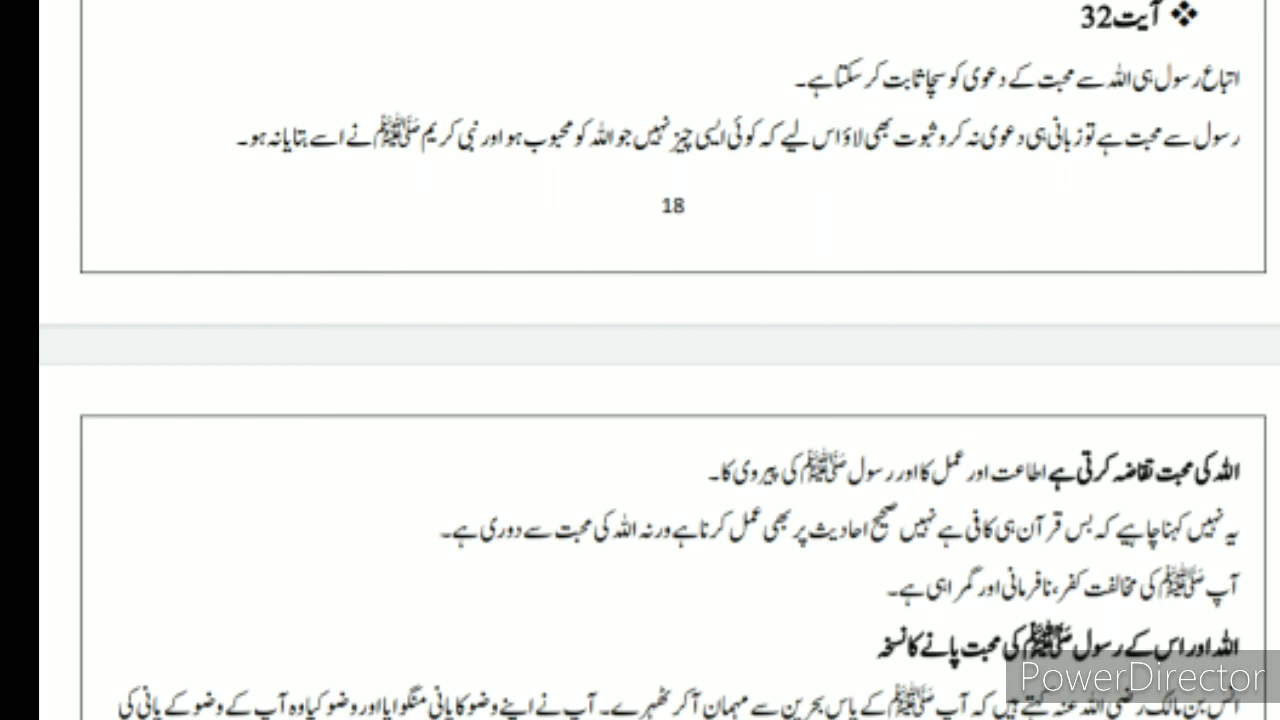 ❖ آیت32
اتباع رسول ہی اللہ سے محبت کے دعوی کو سچا ثابت کر سکتا ہے۔
رسول سے محبت ہے تو زبانی ہی دعوی نہ کرو ثبوت بھی لاؤ اس لیے کہ کوئی ایسی چیز نہیں جو اللہ کو محبوب ہو اور نبی کریم ﷺ نے اسے بتایا نہ ہو۔
18
اللہ کی محبت تقاضہ کرتی ہے اطاعت اور عمل کا اور رسول ﷺ کی پیروی کا۔
یہ نہیں کہنا چاہیے کہ بس قرآن ہی کافی ہے نہیں صحیح احادیث پر بھی عمل کرنا ہے ورنہ اللہ کی محبت سے دوری ہے۔
آپ ﷺ کی مخالفت کفر، نافرمانی اور گمراہی ہے۔
اللہ اور اس کے رسول ﷺ کی محبت پانے کا نسخہ
PowerDirector
انس بن مالک رضی اللہ عنہ کہتے ہیں کہ آپ ﷺ کے پاس بحرین سے مہمان آکر ٹھہرے۔ آپ نے اپنے وضو کا پانی منگوایا اور وضو کیا وہ آپ کے وضو کے پانی کی